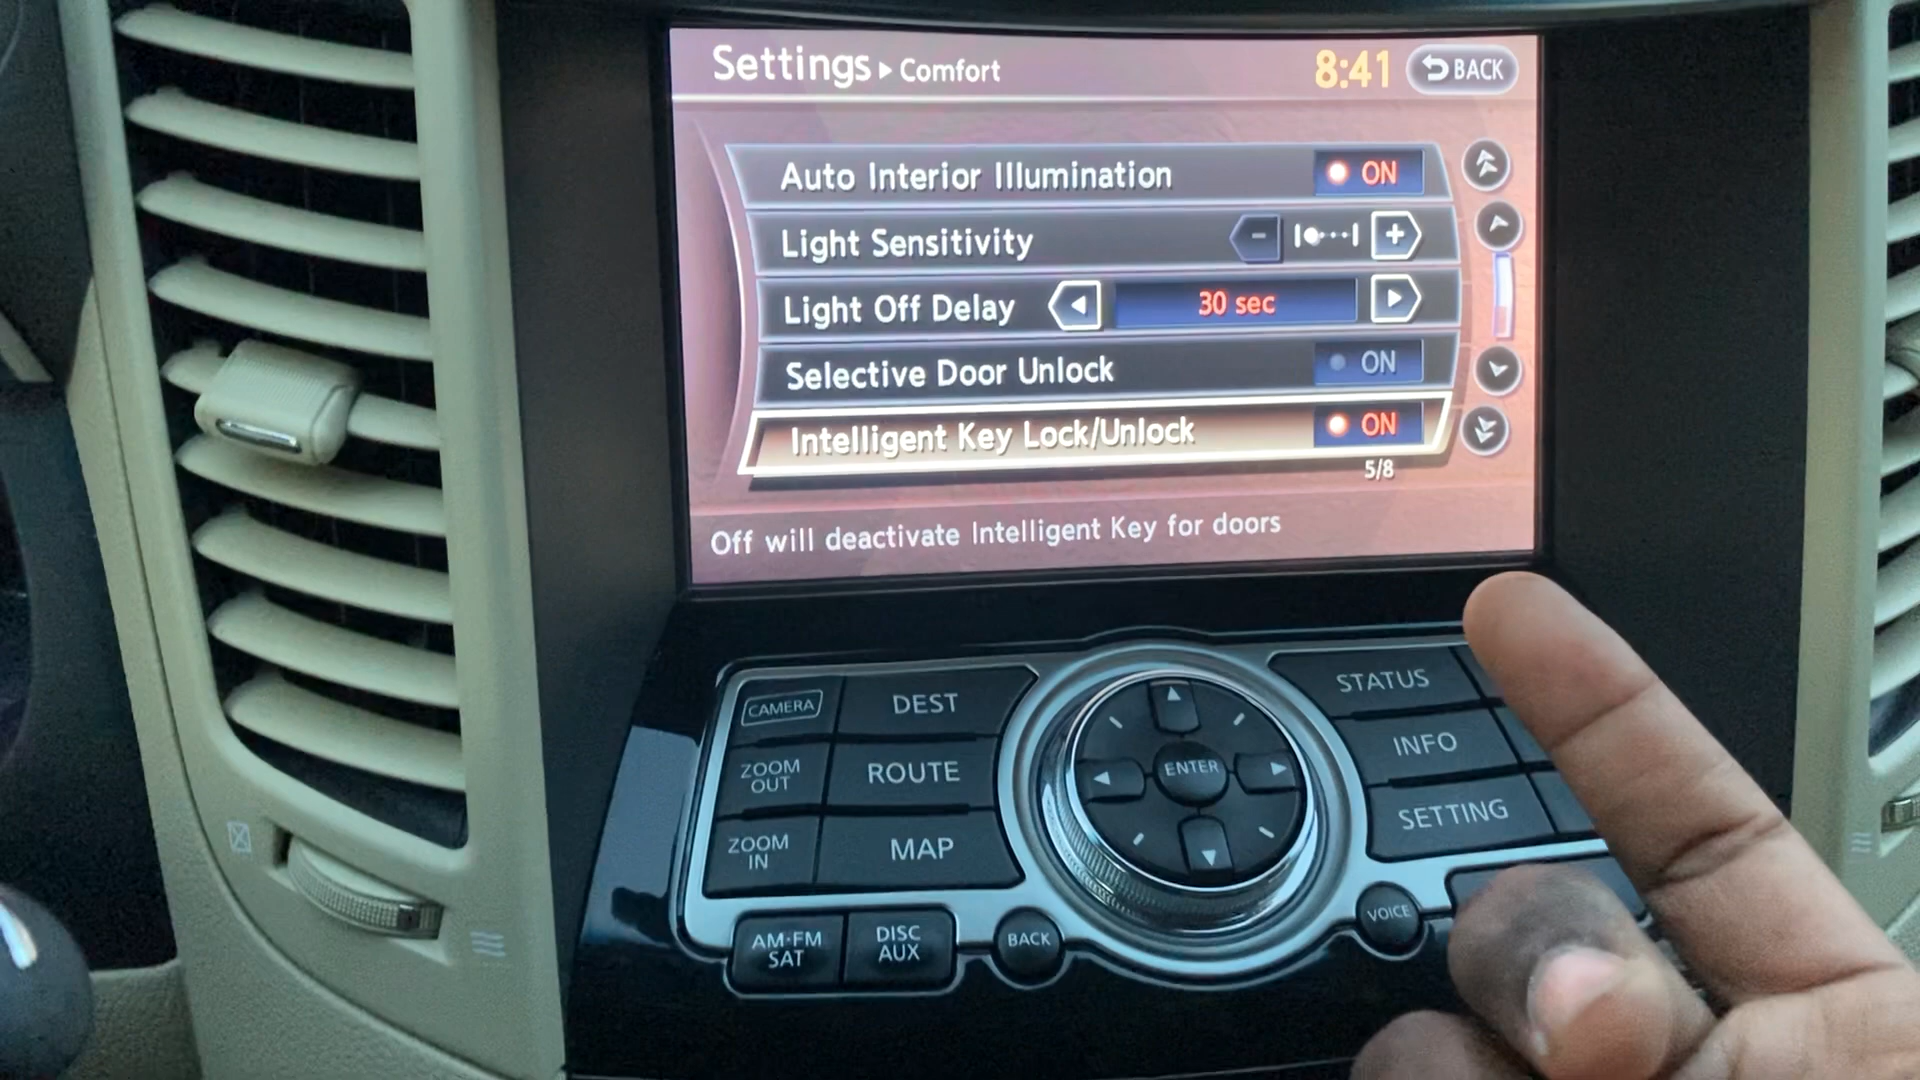 Settings ▸ Comfort 8:41 BACK
Auto Interior Illumination ON
Light Sensitivity - +
Light Off Delay 30 sec
Selective Door Unlock ON
Intelligent Key Lock/Unlock ON
5/8
Off will deactivate Intelligent Key for doors
CAMERA DEST STATUS
ZOOM OUT ROUTE ENTER INFO
ZOOM IN MAP SETTING
AM·FM SAT DISC AUX BACK VOICE